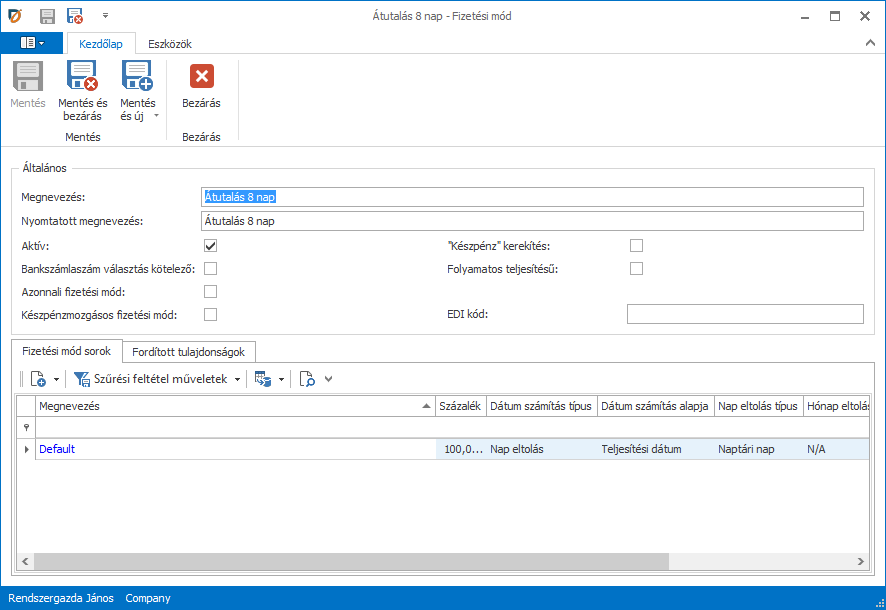 Átutalás 8 nap - Fizetési mód
Kezdőlap
Eszközök
Mentés
Mentés és bezárás
Mentés és új
Bezárás
Mentés
Bezárás
Általános
Megnevezés:
Átutalás 8 nap
Nyomtatott megnevezés:
Átutalás 8 nap
Aktív:
"Készpénz" kerekítés:
Bankszámlaszám választás kötelező:
Folyamatos teljesítésű:
Azonnali fizetési mód:
Készpénzmozgásos fizetési mód:
EDI kód:
Fizetési mód sorok
Fordított tulajdonságok
Szűrési feltétel műveletek
Megnevezés Százalék Dátum számítás típus Dátum számítás alapja Nap eltolás típus Hónap eltolás
Default 100,0... Nap eltolás Teljesítési dátum Naptári nap N/A
Rendszergazda János Company